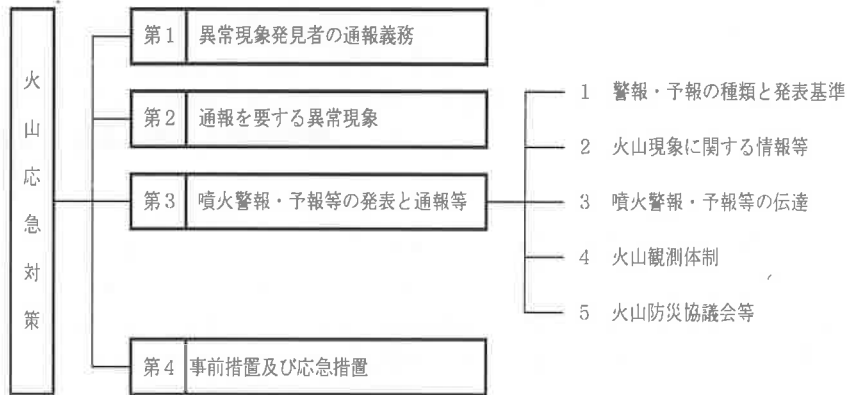 火山応急対策
第1 異常現象発見者の通報義務
第2 通報を要する異常現象
第3 噴火警報・予報等の発表と通報等
1 警報・予報の種類と発表基準
2 火山現象に関する情報等
3 噴火警報・予報等の伝達
4 火山観測体制
5 火山防災協議会等
第4 事前措置及び応急措置